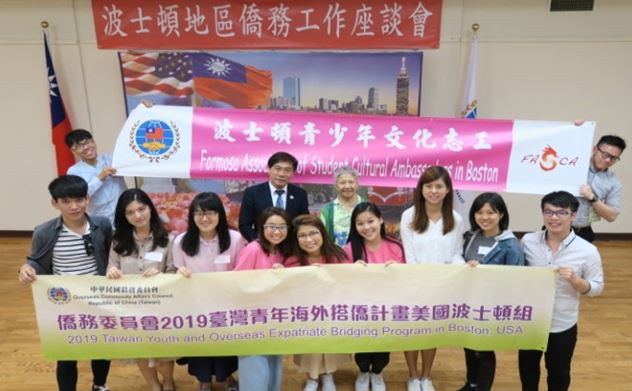 波士頓地區僑務工作座談會
波士頓青少年文化志工
Formosa Association of Student Cultural Ambassadors in Boston
FASCA
中華民國僑務委員會
Overseas Community Affairs Council,
Republic of China (Taiwan)
僑務委員會2019臺灣青年海外搭僑計畫美國波士頓組
2019 Taiwan Youth and Overseas Expatriate Bridging Program in Boston, USA